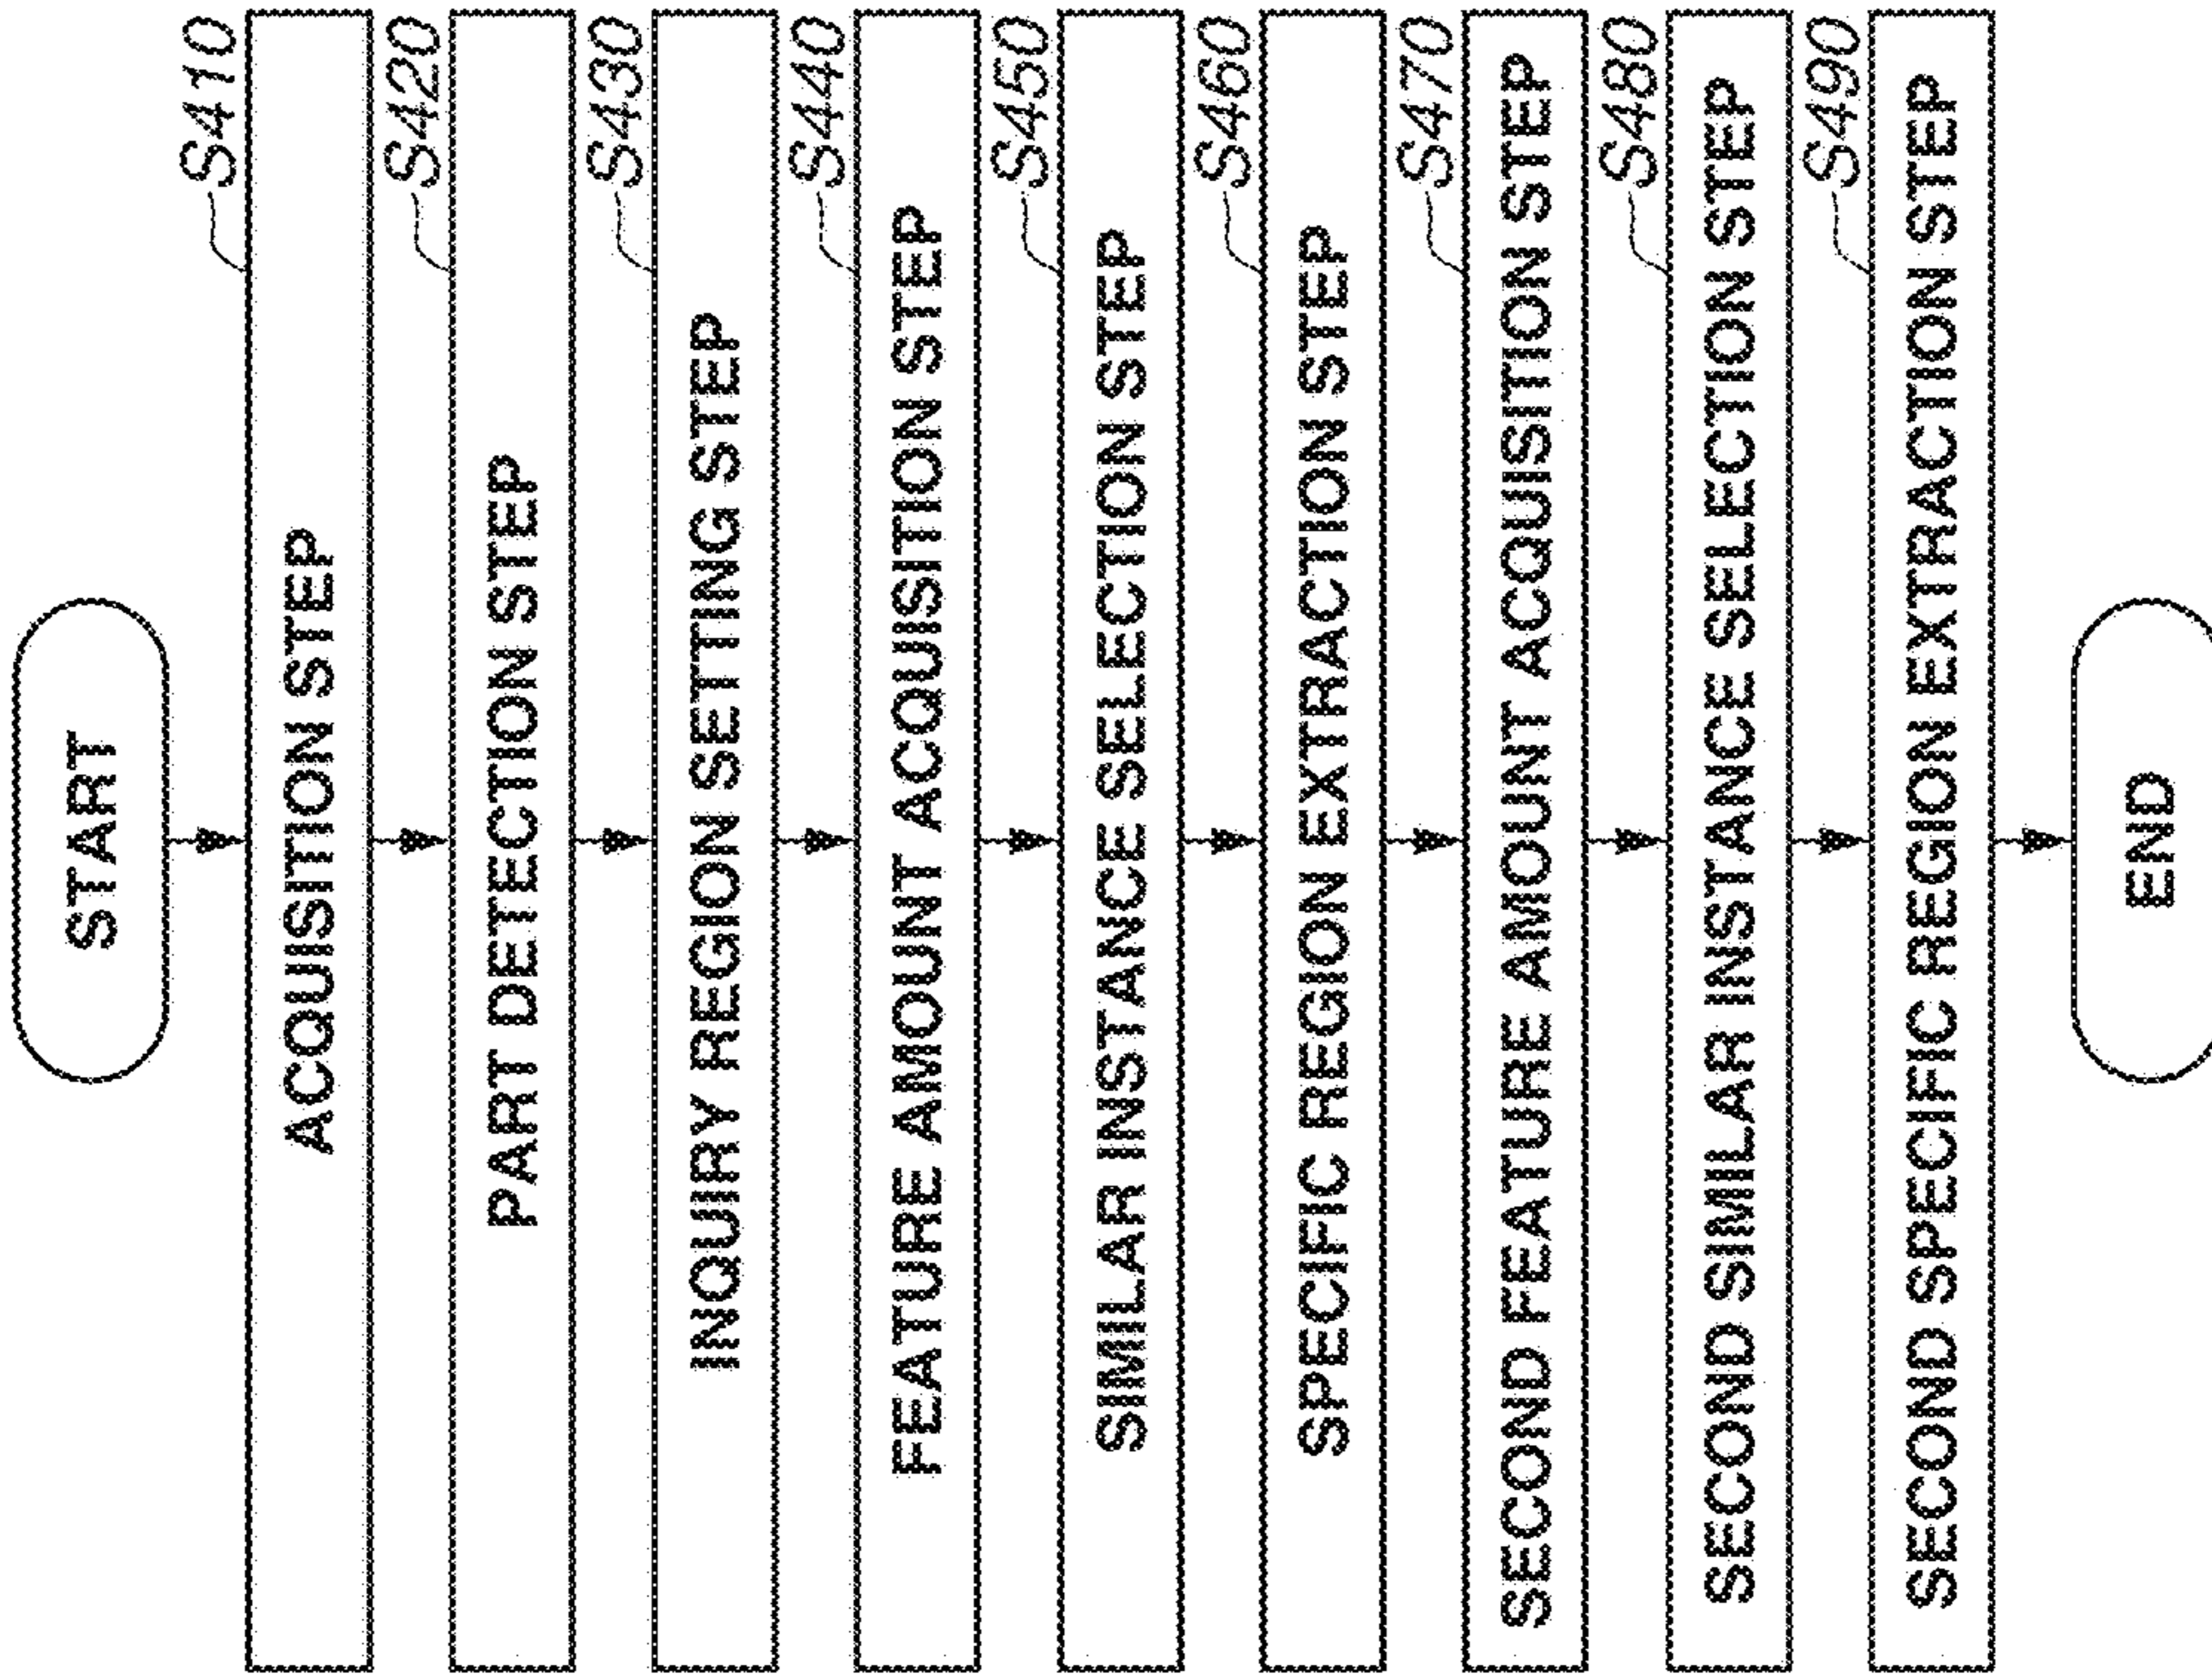 START
S410
ACQUISITION STEP
S420
PART DETECTION STEP
S430
INQUIRY REGION SETTING STEP
S440
FEATURE AMOUNT ACQUISITION STEP
S450
SIMILAR INSTANCE SELECTION STEP
S460
SPECIFIC REGION EXTRACTION STEP
S470
SECOND FEATURE AMOUNT ACQUISITION STEP
S480
SECOND SIMILAR INSTANCE SELECTION STEP
S490
SECOND SPECIFIC REGION EXTRACTION STEP
END